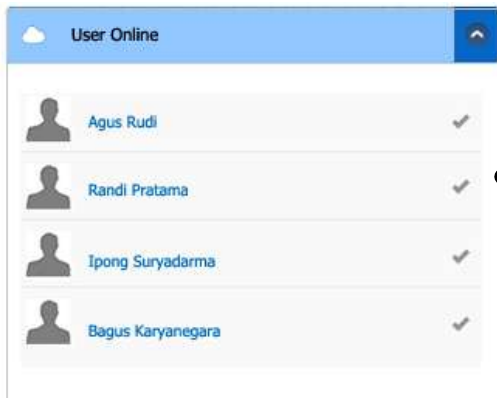 User Online
Agus Rudi
Randi Pratama
Ipong Suryadarma
Bagus Karyanegara